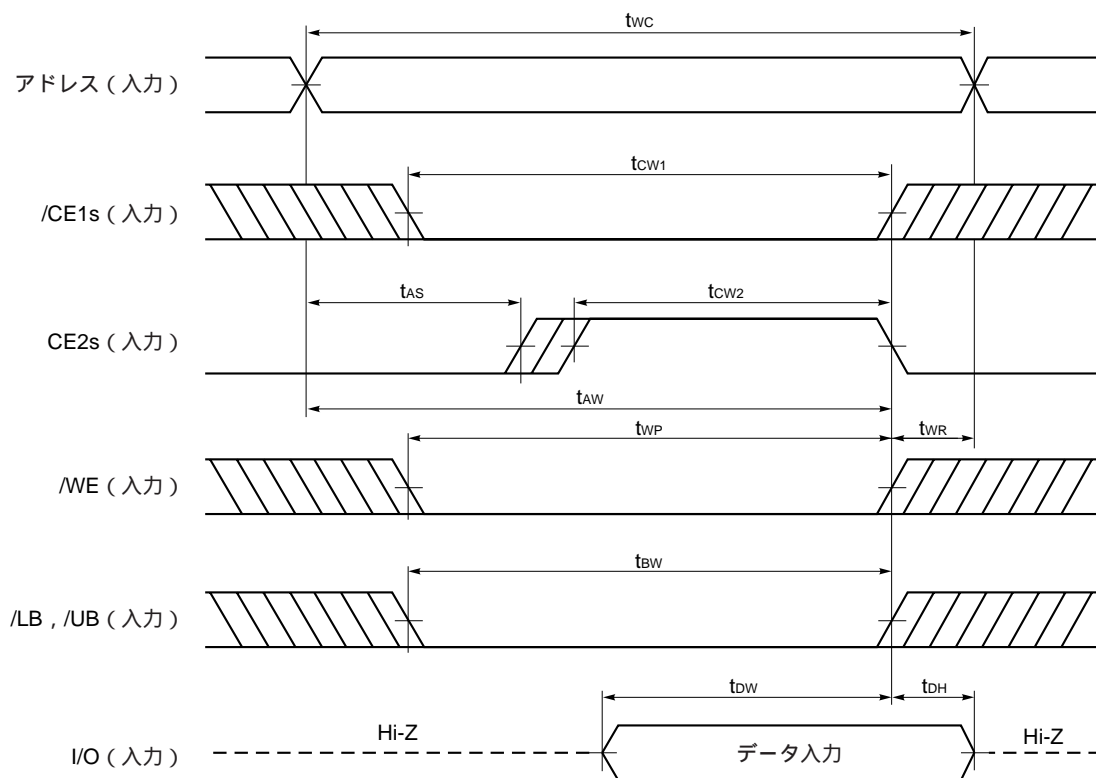 tWC
アドレス（入力）
tCW1
/CE1s（入力）
tAS
tCW2
CE2s（入力）
tAW
tWP
tWR
/WE（入力）
tBW
/LB , /UB（入力）
tDW
tDH
I/O（入力）
Hi-Z
データ入力
Hi-Z